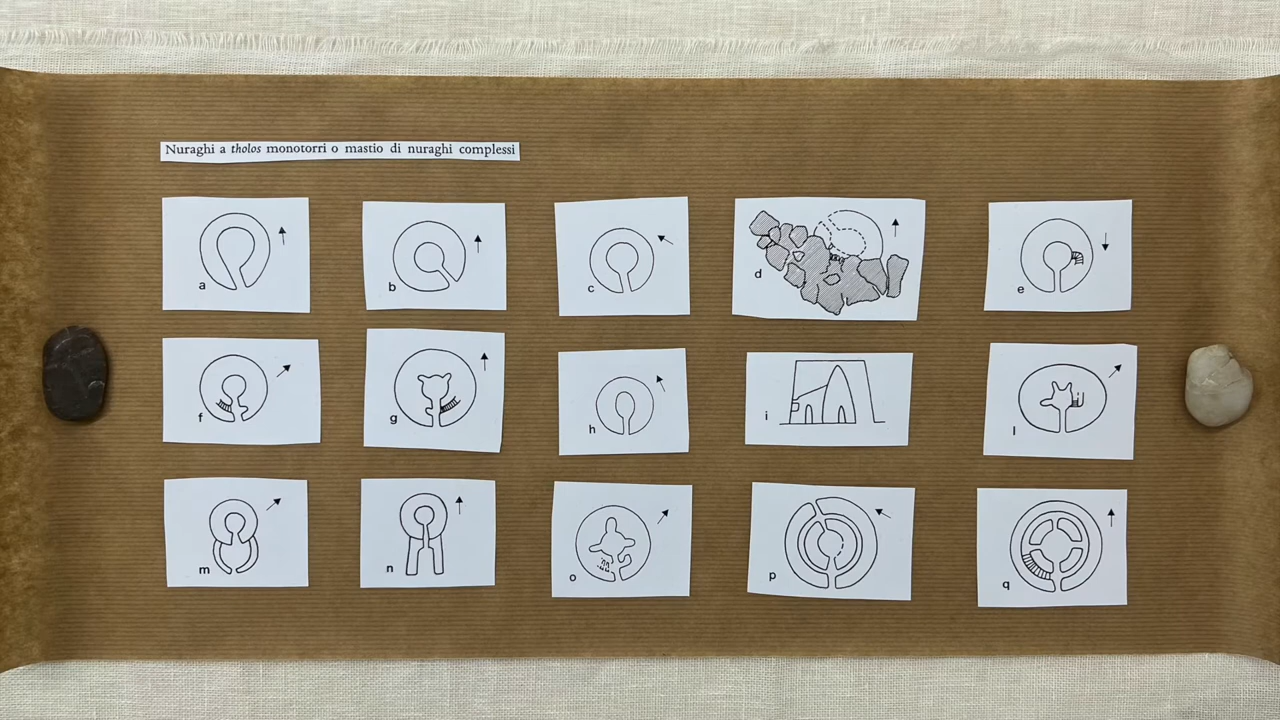 Nuraghi a tholos monotorri o mastio di nuraghi complessi
a
b
c
d
e
f
g
h
i
l
m
n
o
p
q